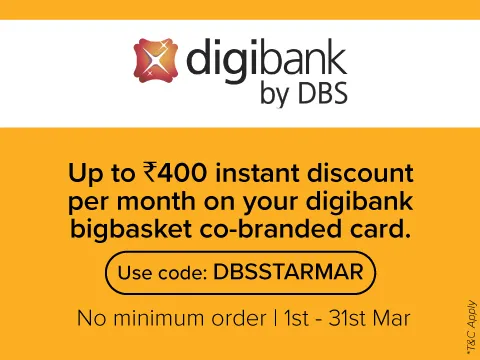 digibank
by DBS
Up to ₹400 instant discount
per month on your digibank
bigbasket co-branded card.
Use code: DBSSTARMAR
No minimum order | 1st - 31st Mar
*T&C Apply